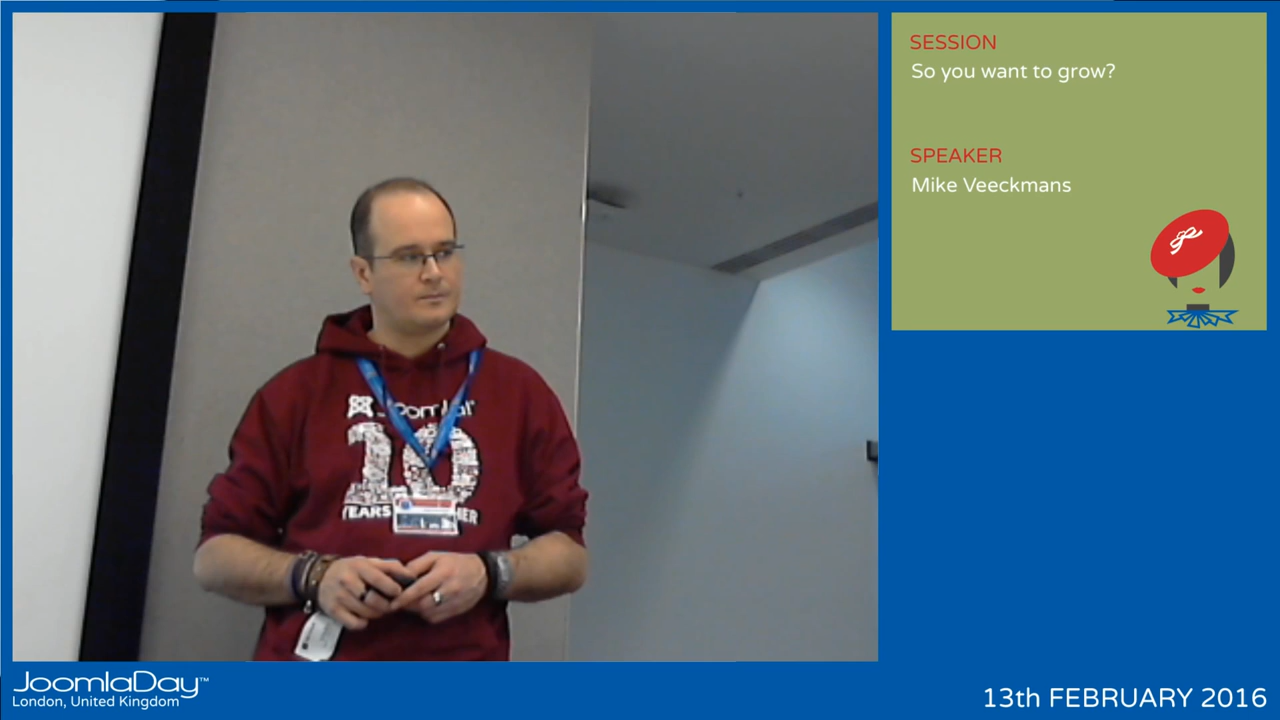 SESSION
So you want to grow?
SPEAKER
Mike Veeckmans
10
YEARS
JoomlaDay™
London, United Kingdom
13th FEBRUARY 2016